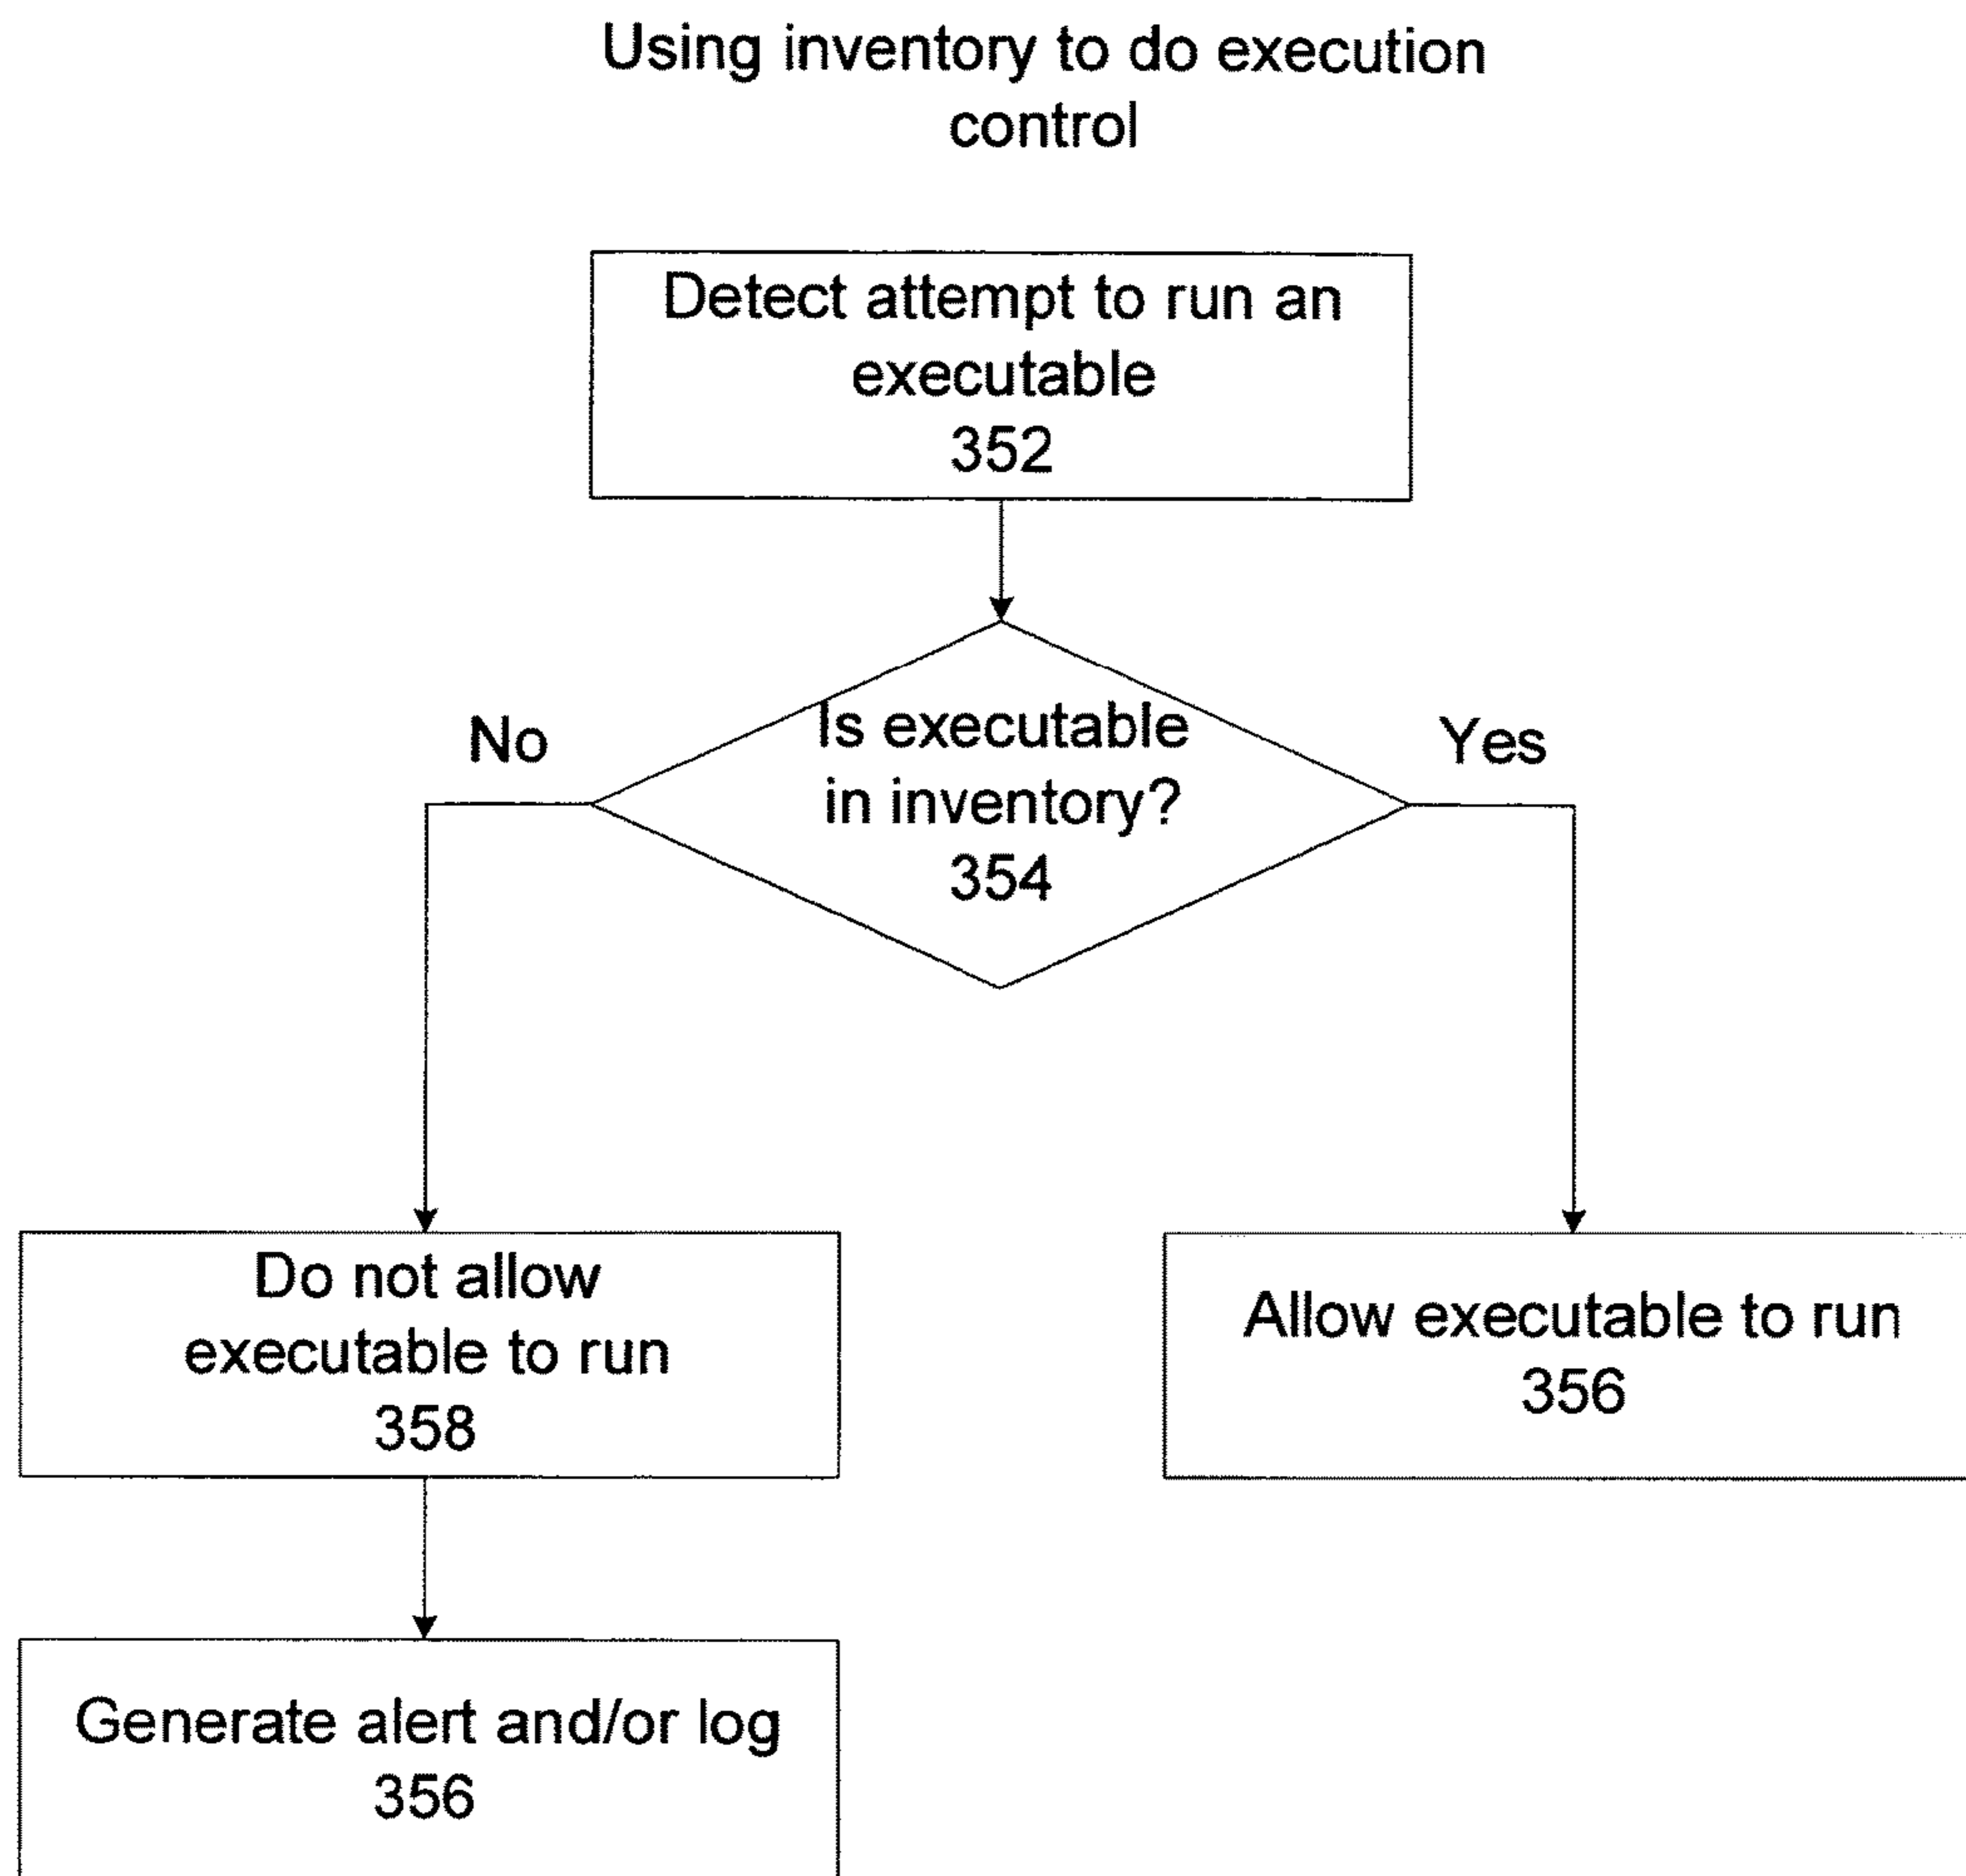 Using inventory to do execution
control
Detect attempt to run an
executable
352
No
Is executable
in inventory?
354
Yes
Do not allow
executable to run
358
Allow executable to run
356
Generate alert and/or log
356